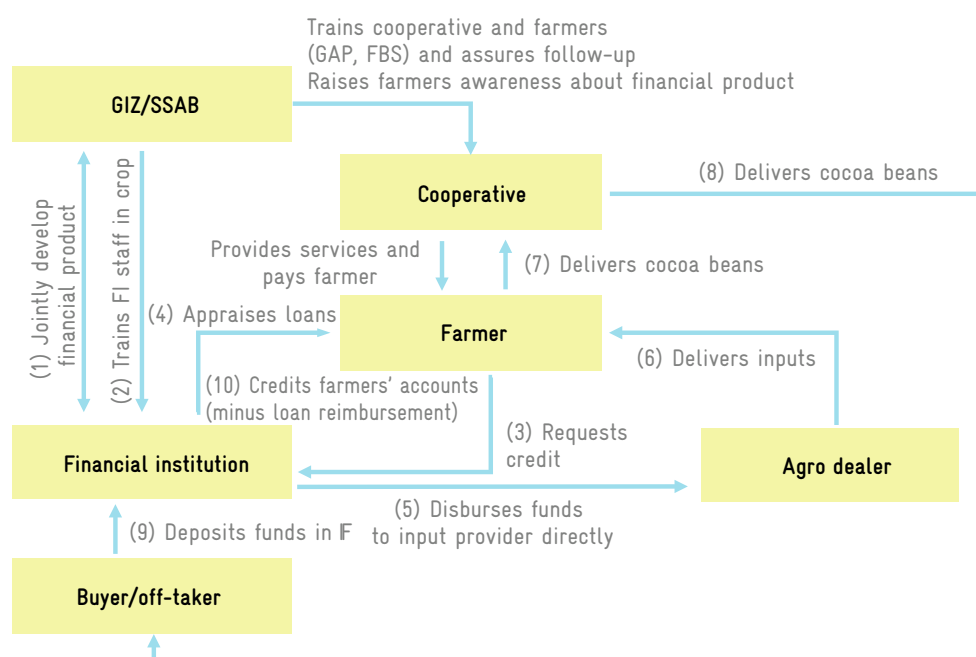 Trains cooperative and farmers
(GAP, FBS) and assures follow-up
Raises farmers awareness about financial product
GIZ/SSAB
(8) Delivers cocoa beans
Cooperative
(1) Jointly develop
financial product
(2) Trains FI staff in crop
Provides services and
pays farmer
(7) Delivers cocoa beans
(4) Appraises loans
Farmer
(6) Delivers inputs
(10) Credits farmers' accounts
(minus loan reimbursement)
(3) Requests
credit
Financial institution
Agro dealer
(5) Disburses funds
to input provider directly
(9) Deposits funds in IF
Buyer/off-taker